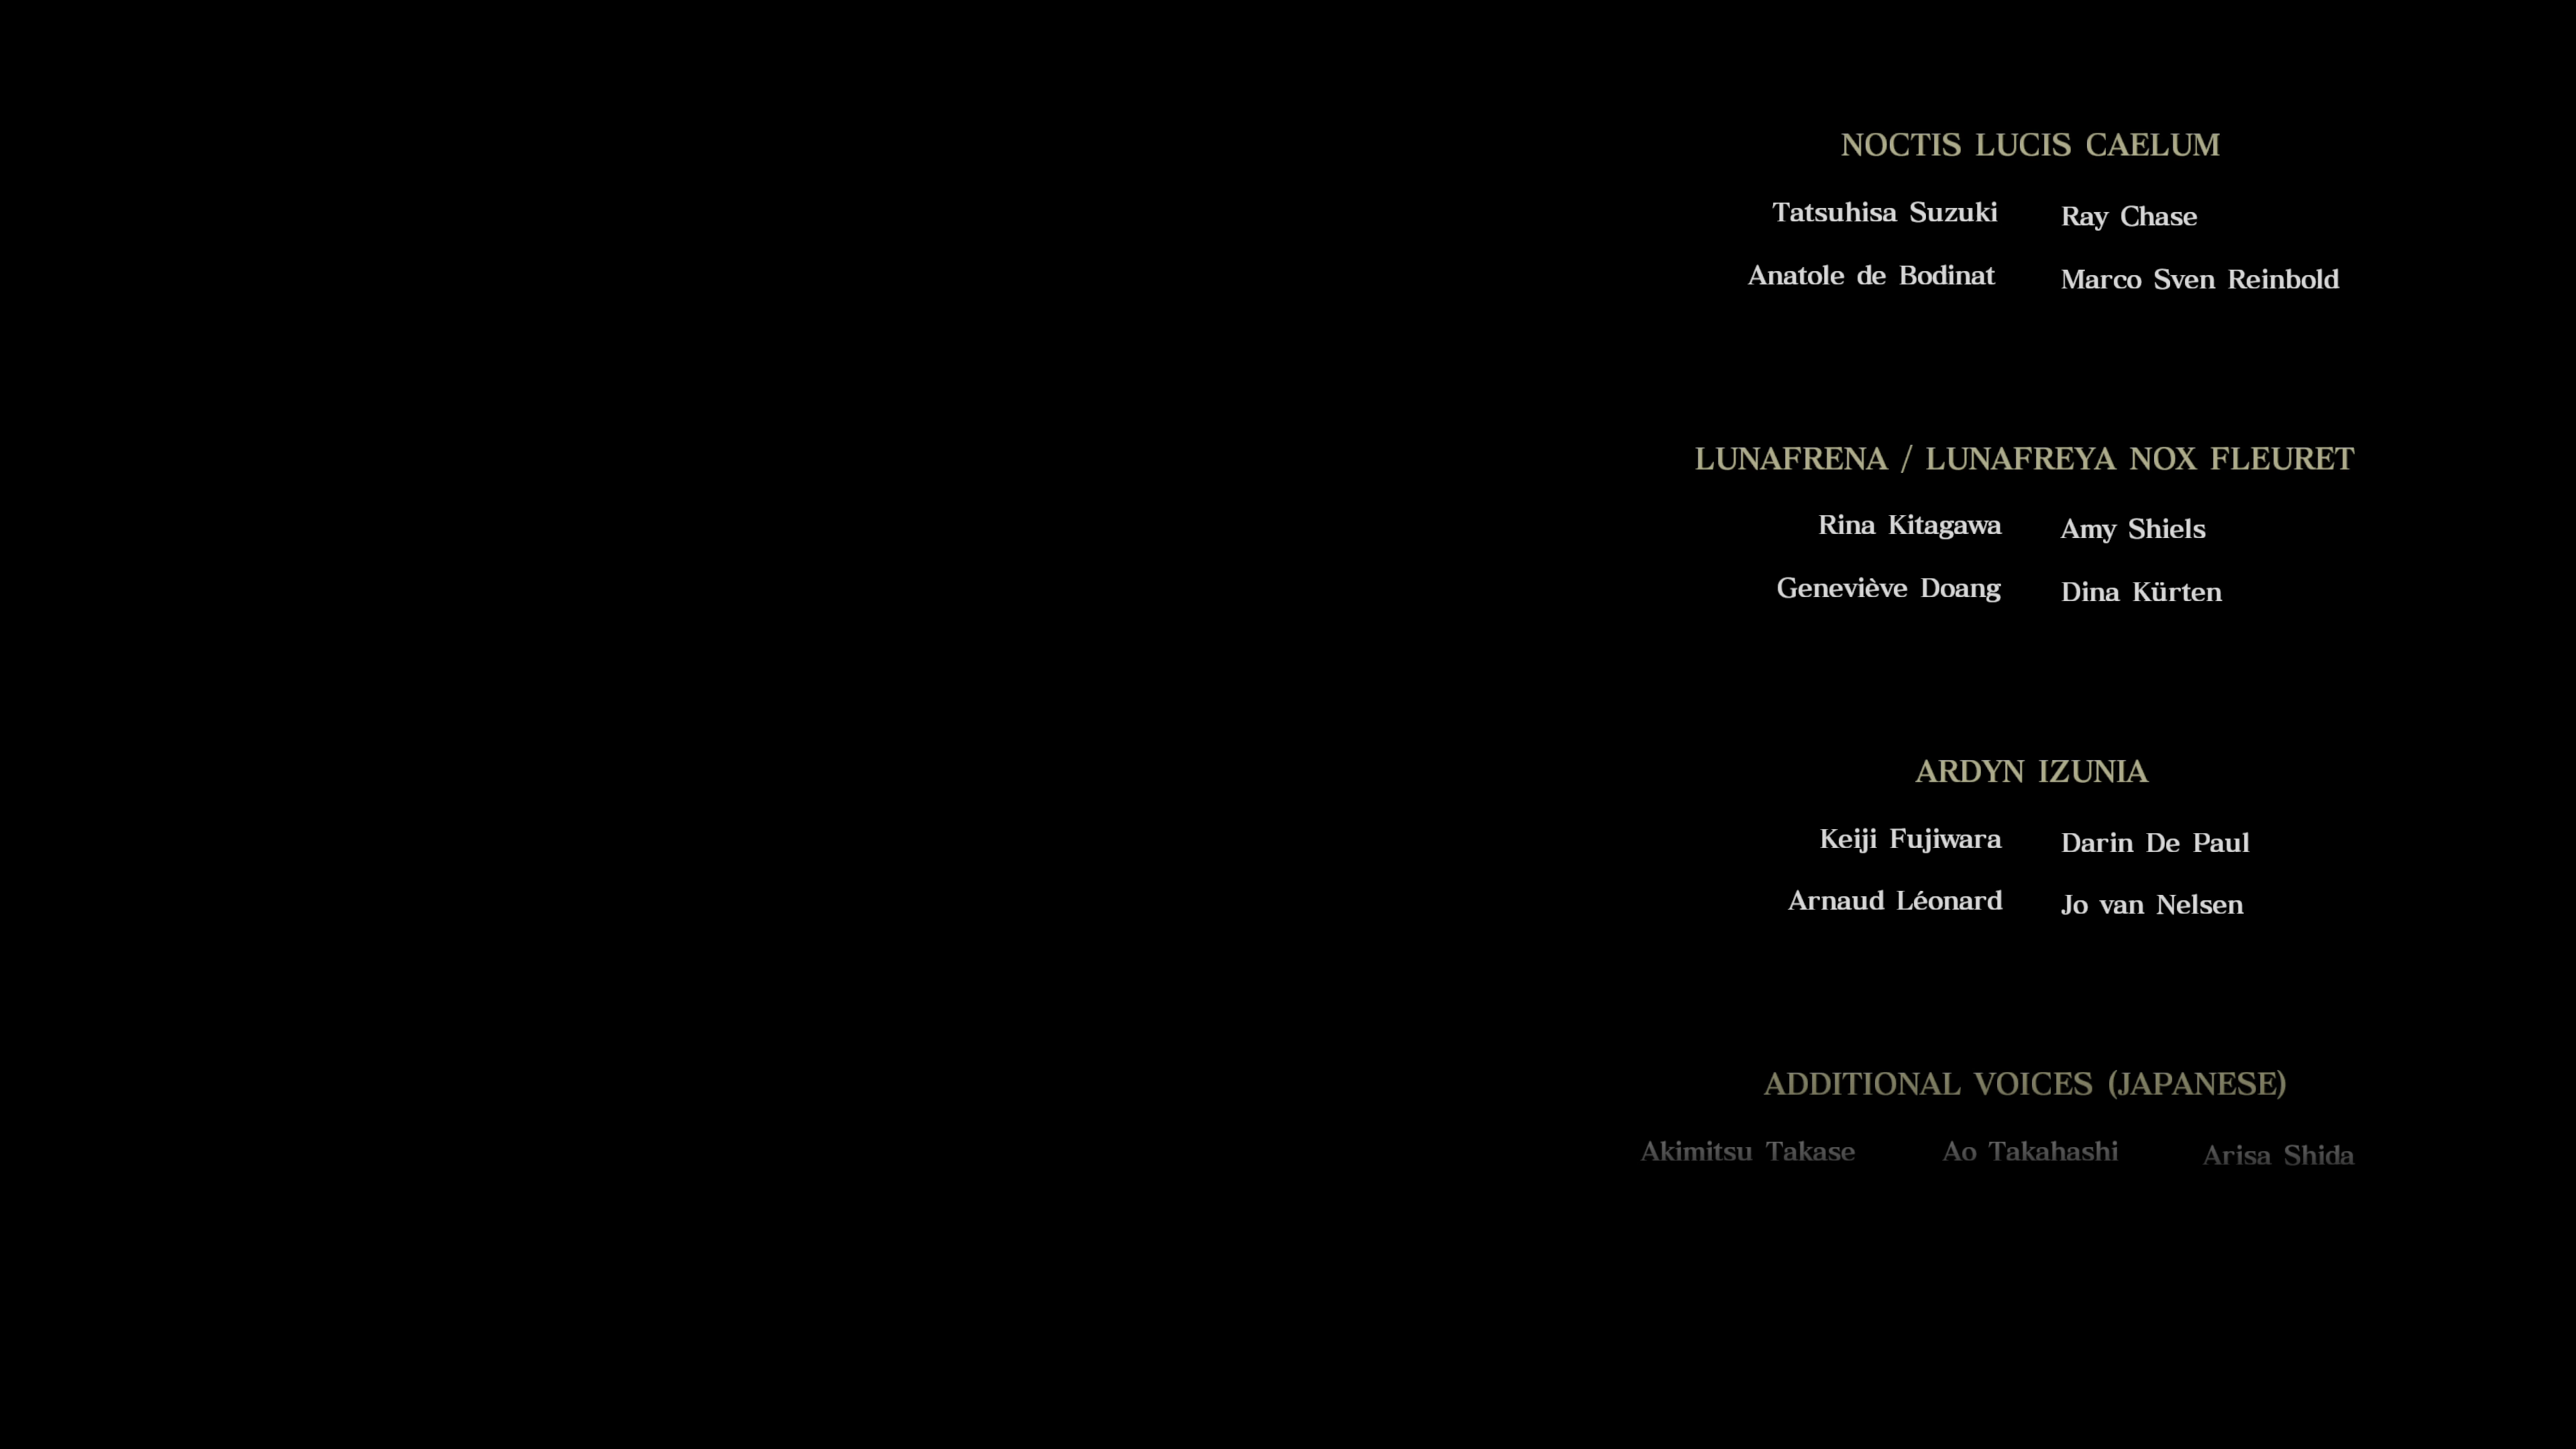 NOCTIS LUCIS CAELUM
Tatsuhisa Suzuki Ray Chase
Anatole de Bodinat Marco Sven Reinbold
LUNAFRENA / LUNAFREYA NOX FLEURET
Rina Kitagawa Amy Shiels
Geneviève Doang Dina Kürten
ARDYN IZUNIA
Keiji Fujiwara Darin De Paul
Arnaud Léonard Jo van Nelsen
ADDITIONAL VOICES (JAPANESE)
Akimitsu Takase Ao Takahashi Arisa Shida